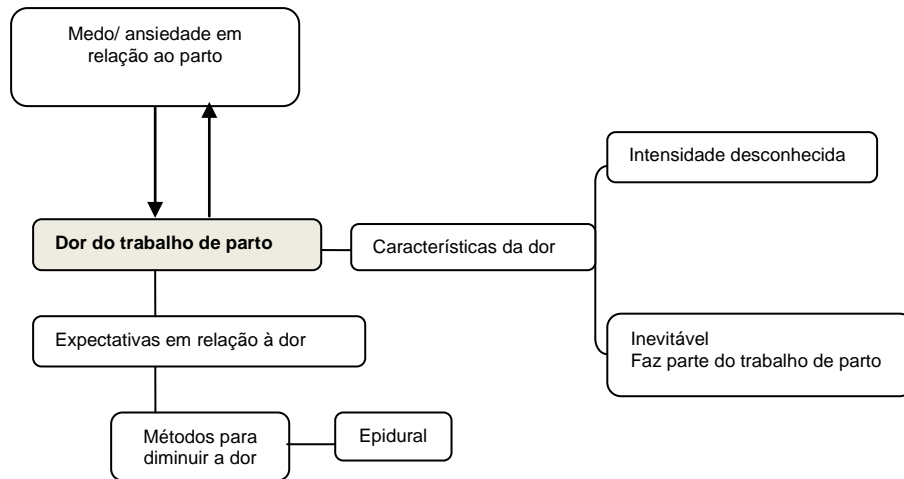 Medo/ ansiedade em
relação ao parto
Intensidade desconhecida
Dor do trabalho de parto
Características da dor
Expectativas em relação à dor
Inevitável
Faz parte do trabalho de parto
Métodos para
diminuir a dor
Epidural